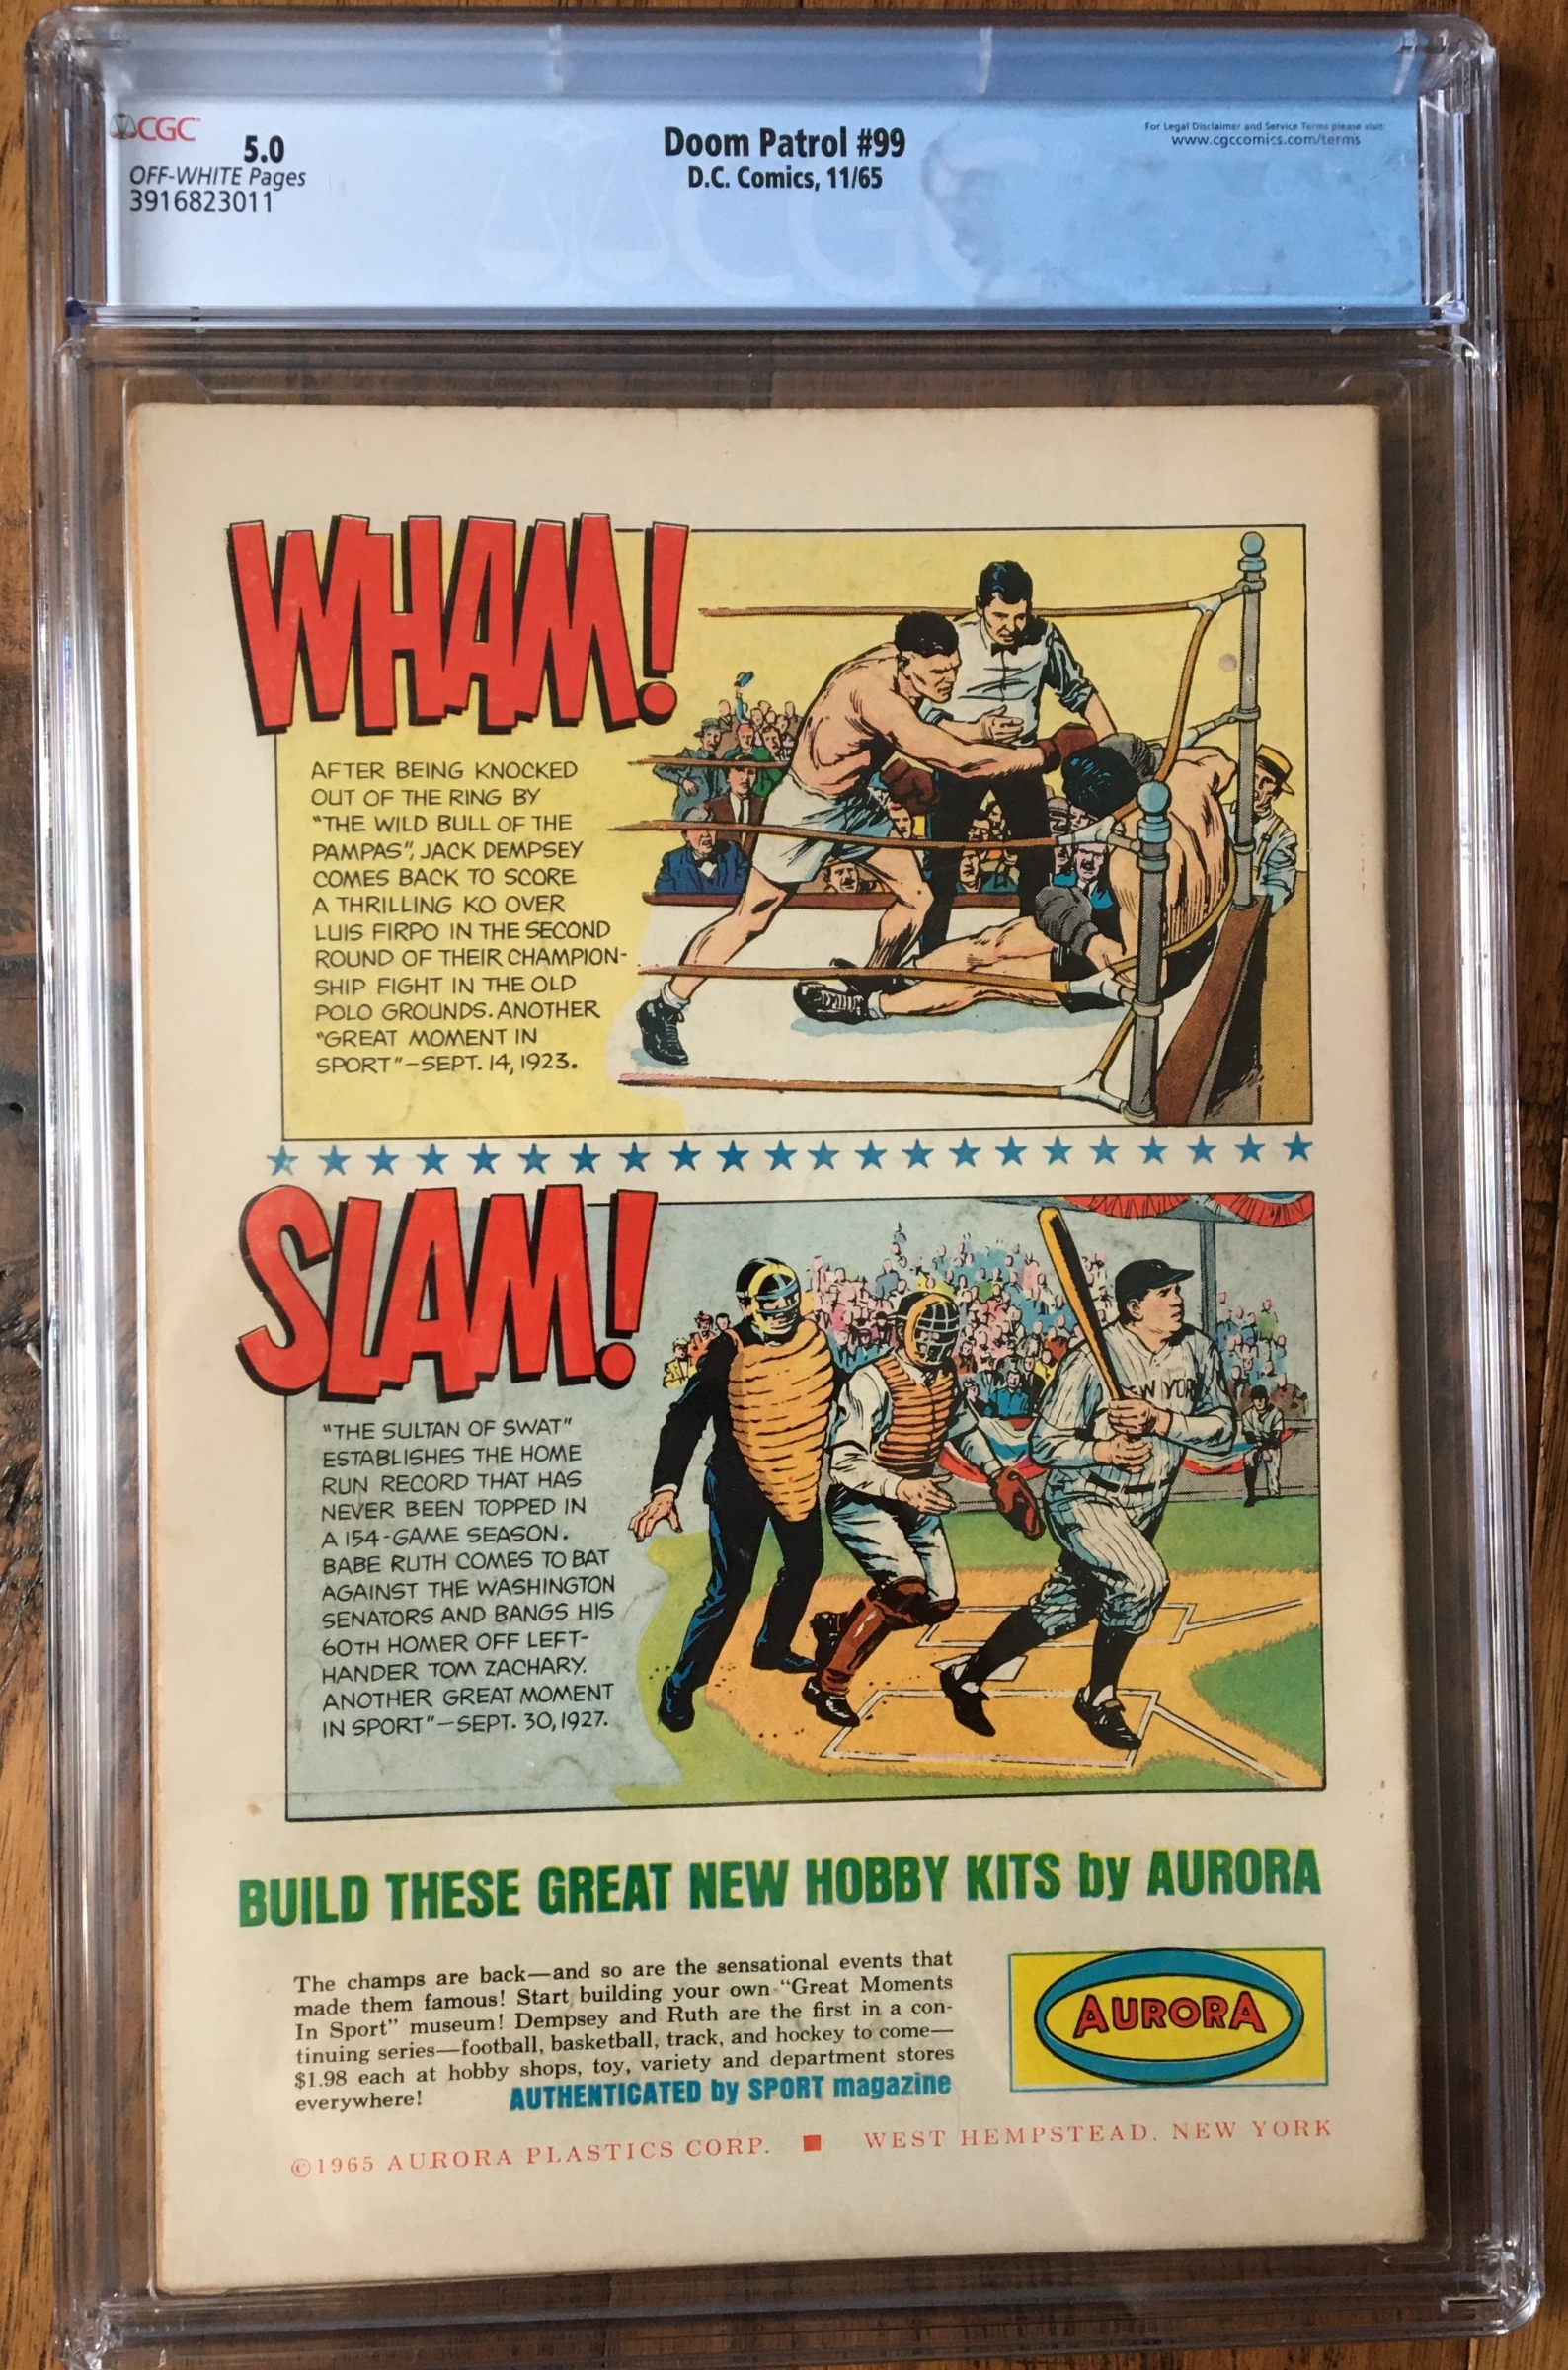 CGC
5.0
OFF-WHITE Pages
3916823011
Doom Patrol #99
D.C. Comics, 11/65
For Legal Disclaimer and Service Terms please visit:
www.cgccomics.com/terms
CGC
WHAM!
AFTER BEING KNOCKED
OUT OF THE RING BY
"THE WILD BULL OF THE
PAMPAS", JACK DEMPSEY
COMES BACK TO SCORE
A THRILLING KO OVER
LUIS FIRPO IN THE SECOND
ROUND OF THEIR CHAMPION-
SHIP FIGHT IN THE OLD
POLO GROUNDS. ANOTHER
"GREAT MOMENT IN
SPORT"—SEPT. 14, 1923.
SLAM!
W YOR
"THE SULTAN OF SWAT"
ESTABLISHES THE HOME
RUN RECORD THAT HAS
NEVER BEEN TOPPED IN
A 154-GAME SEASON.
BABE RUTH COMES TO BAT
AGAINST THE WASHINGTON
SENATORS AND BANGS HIS
60TH HOMER OFF LEFT-
HANDER TOM ZACHARY.
ANOTHER GREAT MOMENT
IN SPORT"—SEPT. 30, 1927.
BUILD THESE GREAT NEW HOBBY KITS by AURORA
The champs are back—and so are the sensational events that
made them famous! Start building your own "Great Moments
In Sport" museum! Dempsey and Ruth are the first in a con-
tinuing series—football, basketball, track, and hockey to come—
$1.98 each at hobby shops, toy, variety and department stores
everywhere!
AUTHENTICATED by SPORT magazine
AURORA
©1965 AURORA PLASTICS CORP. ■ WEST HEMPSTEAD, NEW YORK